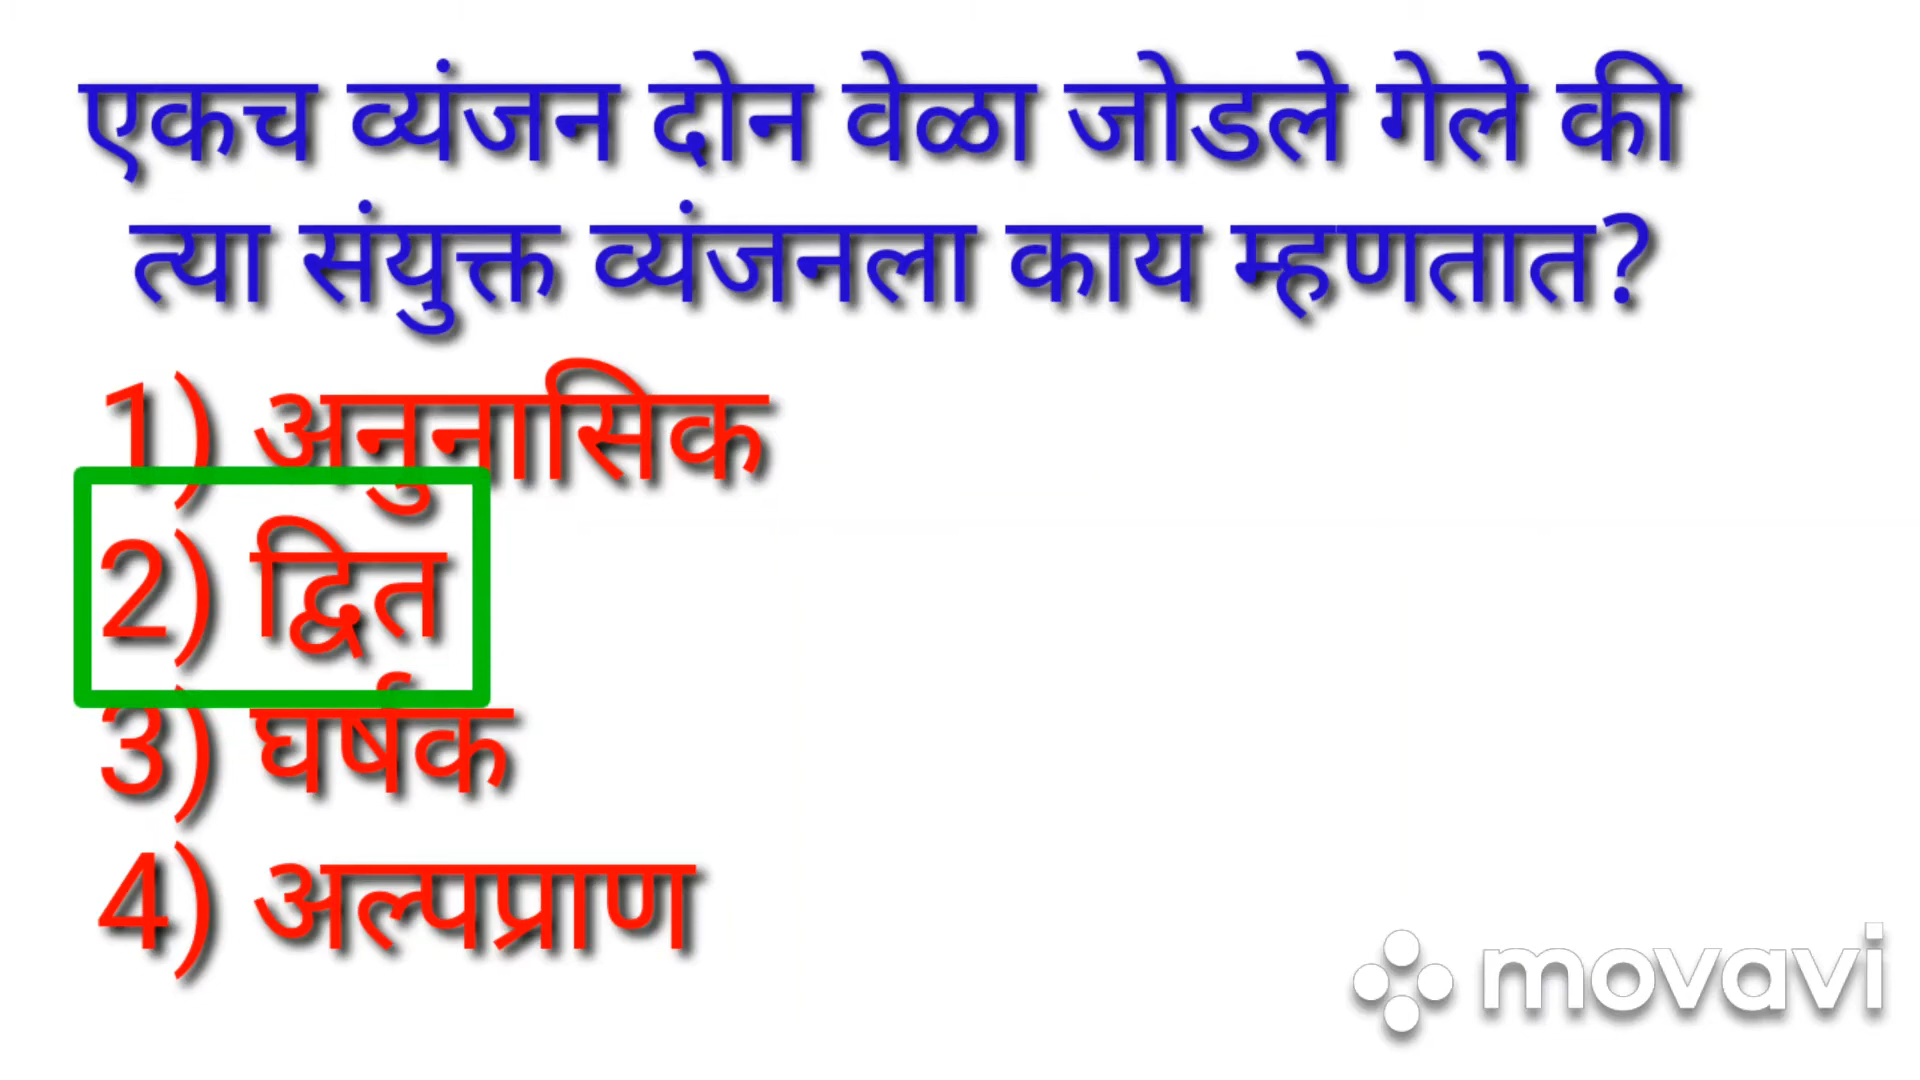 एकच व्यंजन दोन वेळा जोडले गेले की
त्या संयुक्त व्यंजनला काय म्हणतात?
1) अनुनासिक
2) द्वित
3) घर्षक
4) अल्पप्राण
movavi